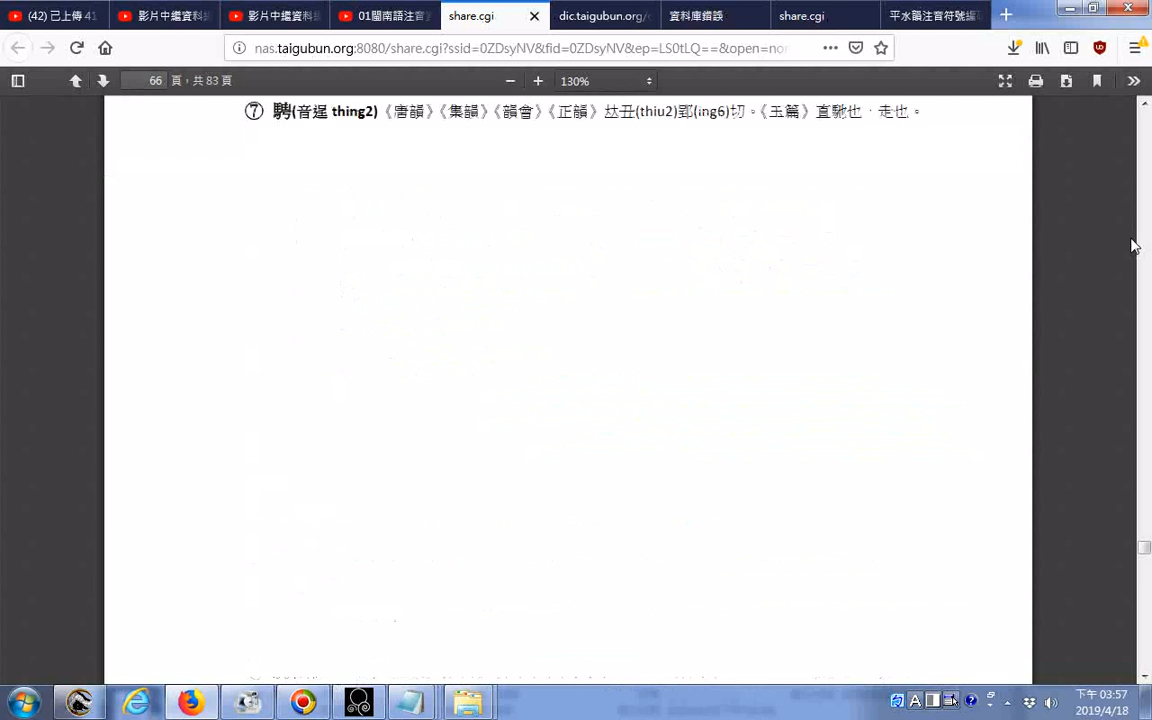 (42) 已上傳 41
影片中繼資料編
影片中繼資料編
01閩南語注音
share.cgi
dic.taigubun.org/
資料庫錯誤
share.cgi
平水韻注音符號編
nas.taigubun.org:8080/share.cgi?ssid=0ZDsyNV&fid=0ZDsyNV&ep=LS0tLQ==&open=nor
66 頁,共 83 頁
130%
(音逞 thing2)《唐韻》《集韻》《韻會》《正韻》𠀤丑(thiu2)郢(ing6)切。《玉篇》直馳也,走也。
下午 03:57
2019/4/18